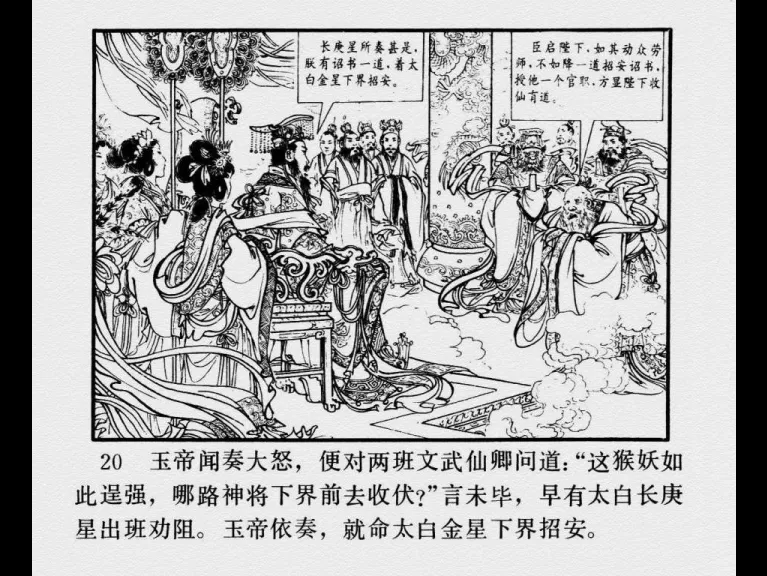 长庚星所奏甚是，
朕有诏书一道，着太
白金星下界招安。
臣启陛下，如其动众劳
师，不如降一道招安诏书，
授他一个官职，方显陛下收
仙有道。
20 玉帝闻奏大怒，便对两班文武仙卿问道：“这猴妖如
此逞强，哪路神将下界前去收伏？”言未毕，早有太白长庚
星出班劝阻。玉帝依奏，就命太白金星下界招安。